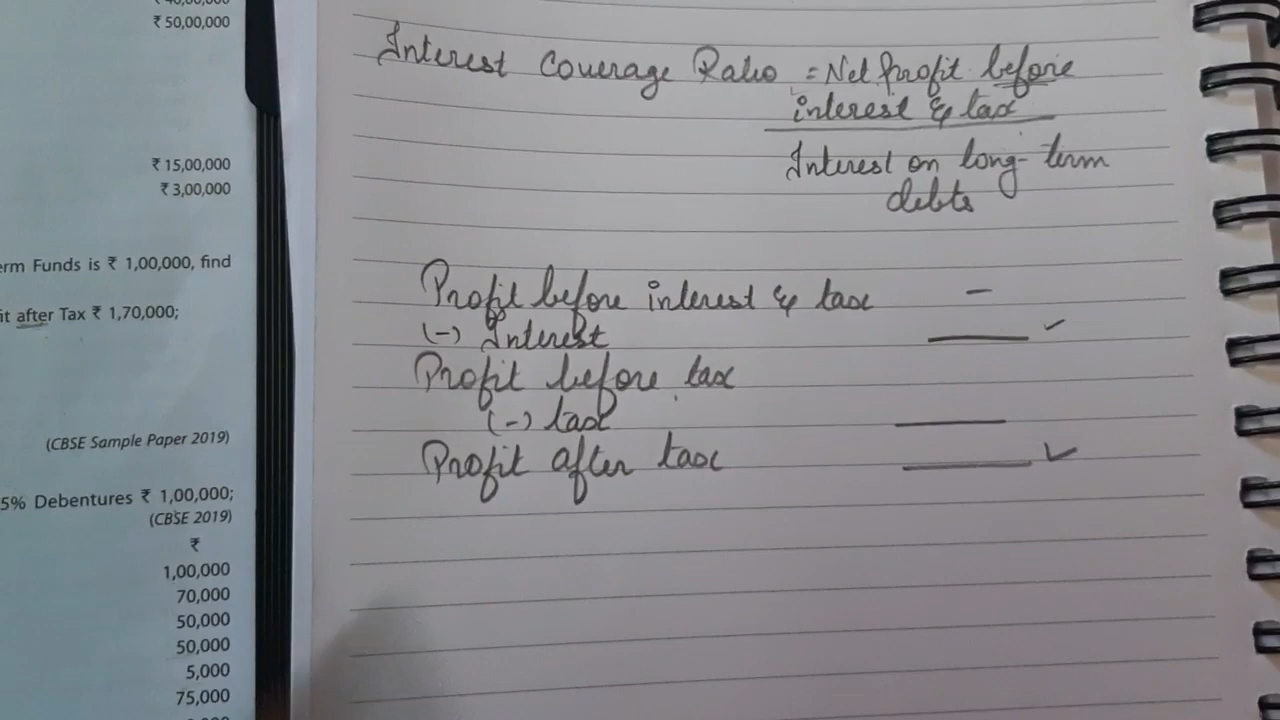 ₹ 50,00,000
₹ 15,00,000
₹ 3,00,000
erm Funds is ₹ 1,00,000, find
it after Tax ₹ 1,70,000;
(CBSE Sample Paper 2019)
5% Debentures ₹ 1,00,000;
(CBSE 2019)
₹
1,00,000
70,000
50,000
50,000
5,000
75,000
Interest Coverage Ratio = Net Profit before
interest & tax
Interest on long-term
debts
Profit before interest & tax –
(-) Interest
Profit before tax
(-) tax
Profit after tax